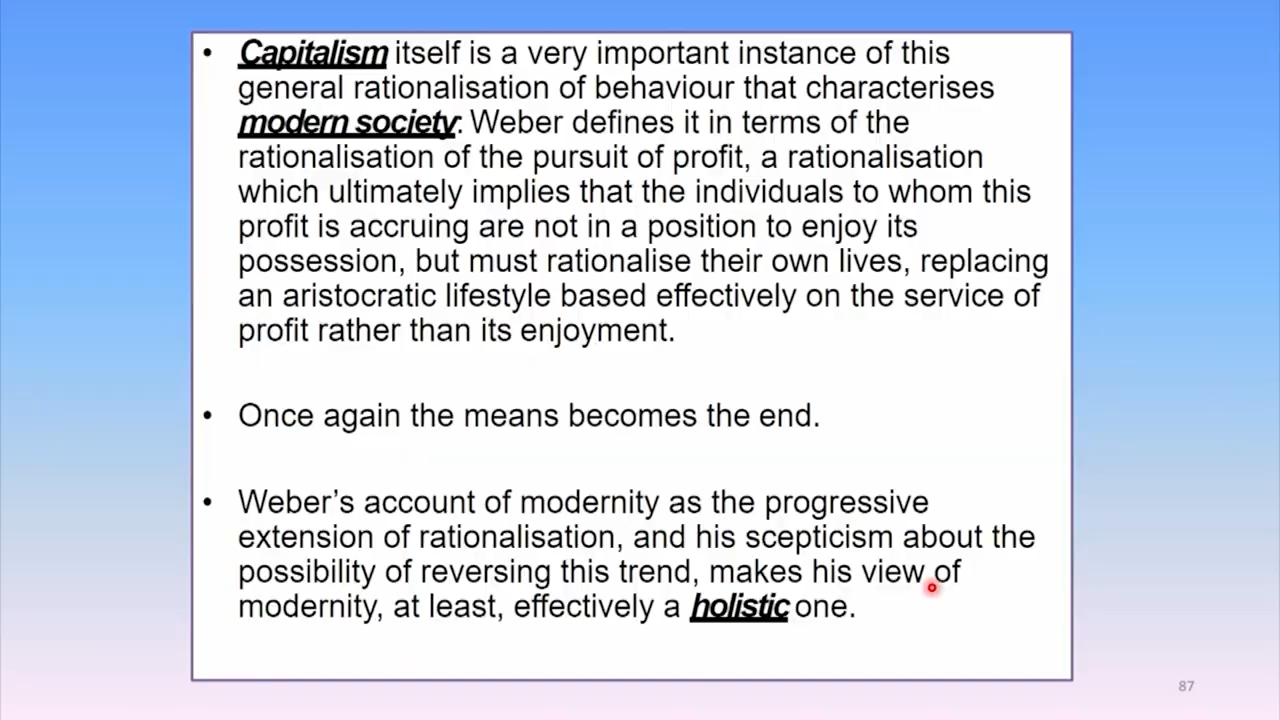 • Capitalism itself is a very important instance of this
general rationalisation of behaviour that characterises
modern society. Weber defines it in terms of the
rationalisation of the pursuit of profit, a rationalisation
which ultimately implies that the individuals to whom this
profit is accruing are not in a position to enjoy its
possession, but must rationalise their own lives, replacing
an aristocratic lifestyle based effectively on the service of
profit rather than its enjoyment.
• Once again the means becomes the end.
• Weber’s account of modernity as the progressive
extension of rationalisation, and his scepticism about the
possibility of reversing this trend, makes his view of
modernity, at least, effectively a holistic one.
87